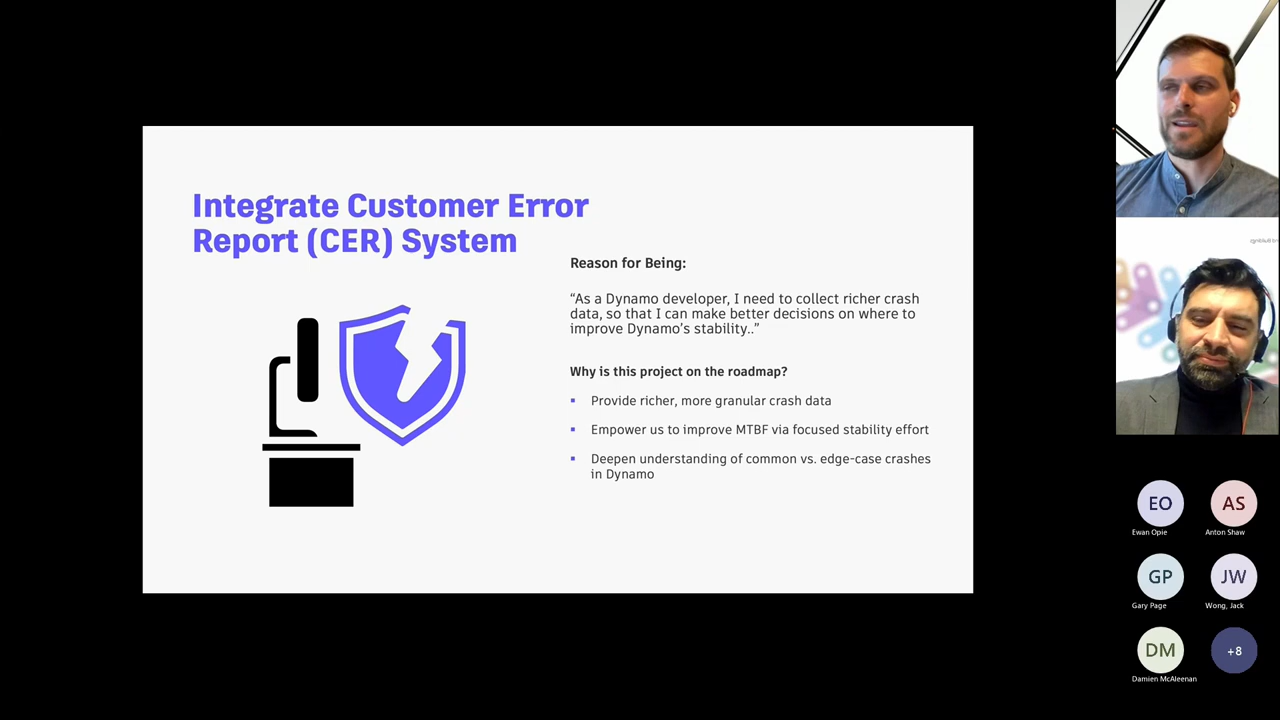 Integrate Customer Error
Report (CER) System
Reason for Being:
“As a Dynamo developer, I need to collect richer crash
data, so that I can make better decisions on where to
improve Dynamo’s stability..”
Why is this project on the roadmap?
Provide richer, more granular crash data
Empower us to improve MTBF via focused stability effort
Deepen understanding of common vs. edge-case crashes
in Dynamo
EO
Ewan Opie
AS
Anton Shaw
GP
Gary Page
JW
Wong, Jack
DM
Damien McAleenan
+8